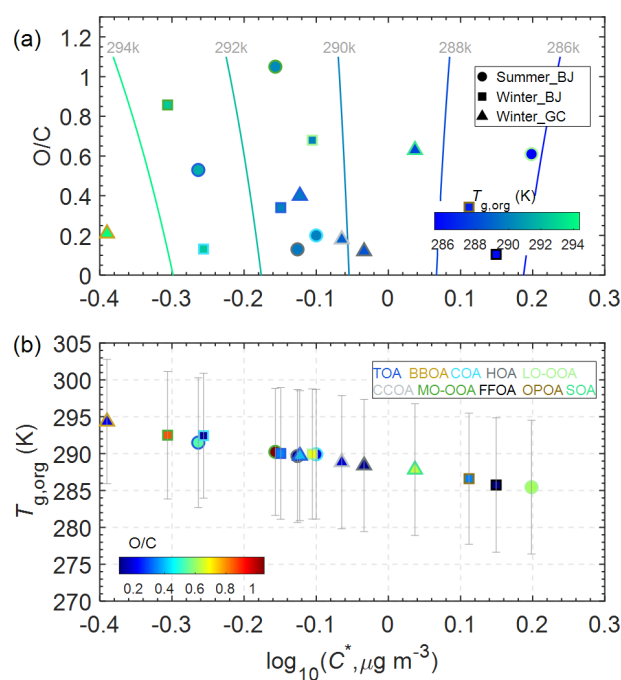 (a)
1.2
1
0.8
0.6
0.4
0.2
0
O/C
294k 292k 290k 288k 286k
Summer_BJ
Winter_BJ
Winter_GC
T g,org (K)
286 288 290 292 294
-0.4 -0.3 -0.2 -0.1 0 0.1 0.2 0.3
(b)
305
300
295
290
285
280
275
270
T g,org (K)
TOA BBOA COA HOA LO-OOA
CCOA MO-OOA FFOA OPOA SOA
O/C
0.2 0.4 0.6 0.8 1
-0.4 -0.3 -0.2 -0.1 0 0.1 0.2 0.3
log10(C*, μg m-3)